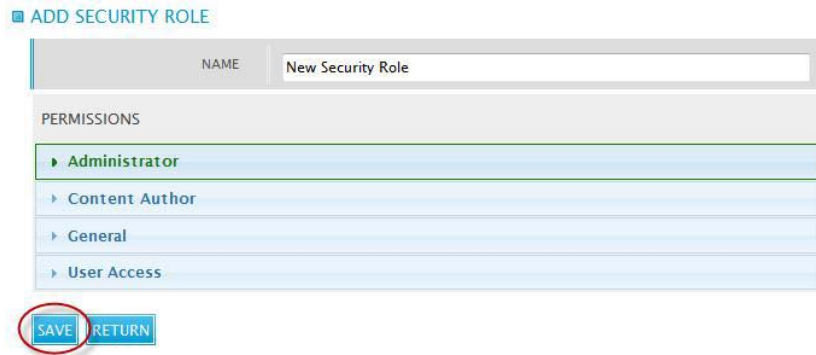 ADD SECURITY ROLE
NAME New Security Role
PERMISSIONS
Administrator
Content Author
General
User Access
SAVE RETURN